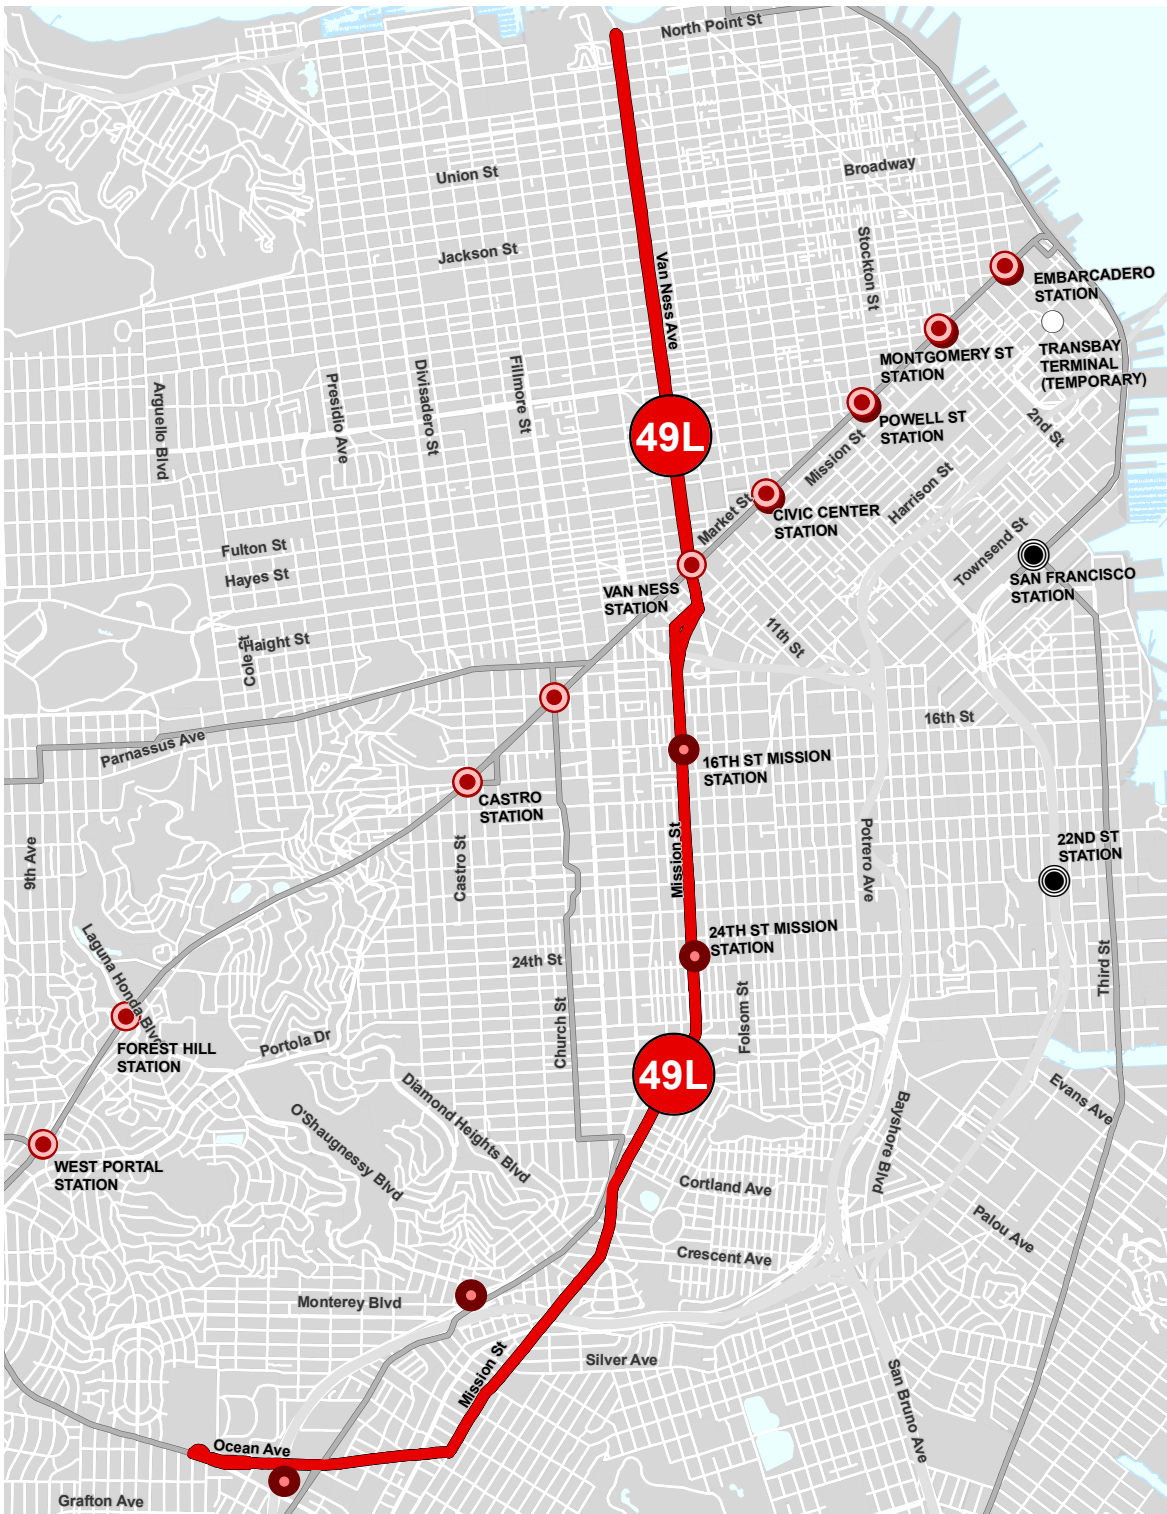 North Point St
Union St
Broadway
Jackson St
Stockton St
Van Ness Ave
EMBARCADERO
STATION
TRANSBAY
TERMINAL
(TEMPORARY)
MONTGOMERY ST
STATION
Arguello Blvd
Presidio Ave
Divisadero St
Fillmore St
49L
POWELL ST
STATION
2nd St
Mission St
Harrison St
Market St
CIVIC CENTER
STATION
Townsend St
Fulton St
Hayes St
VAN NESS
STATION
SAN FRANCISCO
STATION
Haight St
Cole St
11th St
16th St
Parnassus Ave
16TH ST MISSION
STATION
CASTRO
STATION
9th Ave
Castro St
Mission St
Potrero Ave
22ND ST
STATION
Laguna Honda Blvd
24TH ST MISSION
STATION
24th St
Third St
Church St
Folsom St
FOREST HILL
STATION
Portola Dr
49L
Diamond Heights Blvd
O'Shaugnessy Blvd
Bayshore Blvd
Evans Ave
WEST PORTAL
STATION
Cortland Ave
Palou Ave
Crescent Ave
Monterey Blvd
Mission St
Silver Ave
San Bruno Ave
Ocean Ave
Grafton Ave